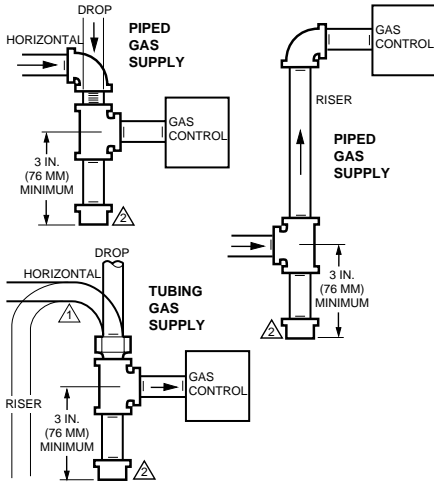 DROP
HORIZONTAL
PIPED
GAS
SUPPLY
GAS
CONTROL
3 IN.
(76 MM)
MINIMUM
2
GAS
CONTROL
RISER
PIPED
GAS
SUPPLY
3 IN.
(76 MM)
MINIMUM
2
DROP
HORIZONTAL
TUBING
GAS
SUPPLY
1
GAS
CONTROL
RISER
3 IN.
(76 MM)
MINIMUM
2